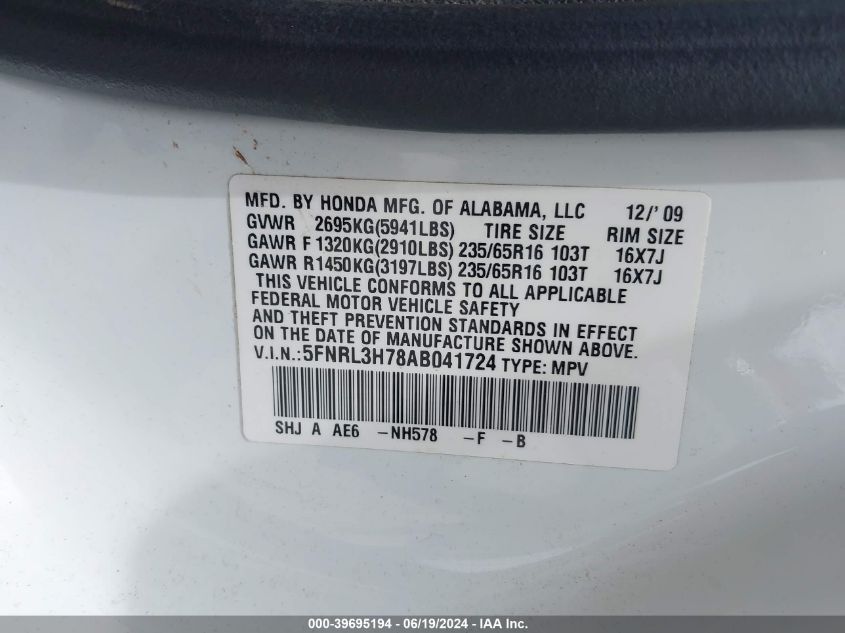 MFD. BY HONDA MFG. OF ALABAMA, LLC 12/'09
GVWR 2695KG(5941LBS) TIRE SIZE RIM SIZE
GAWR F 1320KG(2910LBS) 235/65R16 103T 16X7J
GAWR R1450KG(3197LBS) 235/65R16 103T 16X7J
THIS VEHICLE CONFORMS TO ALL APPLICABLE
FEDERAL MOTOR VEHICLE SAFETY
AND THEFT PREVENTION STANDARDS IN EFFECT
ON THE DATE OF MANUFACTURE SHOWN ABOVE.
V.I.N.:5FNRL3H78AB041724 TYPE: MPV
SHJ A AE6 -NH578 -F -B
000-39695194 - 06/19/2024 - IAAI Inc.